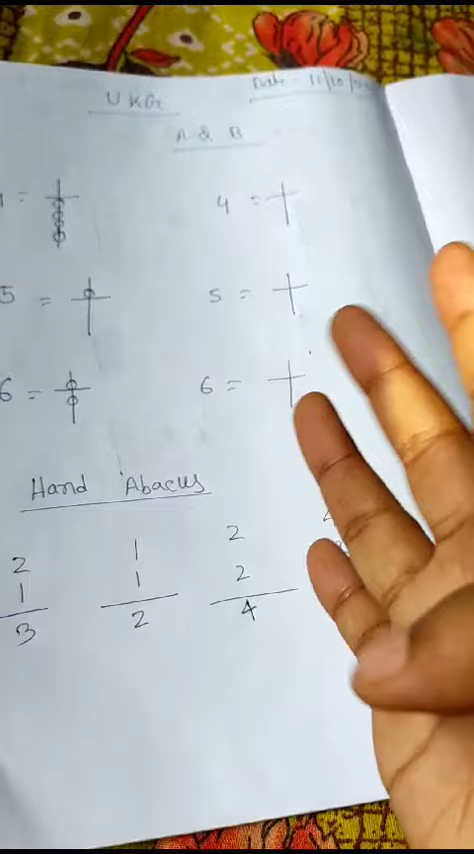 UKG Date 11/10/
A & B
4 = 4 =
5 = 5 =
6 = 6 =
Hand Abacus
2 1 2
1 1 2
3 2 4